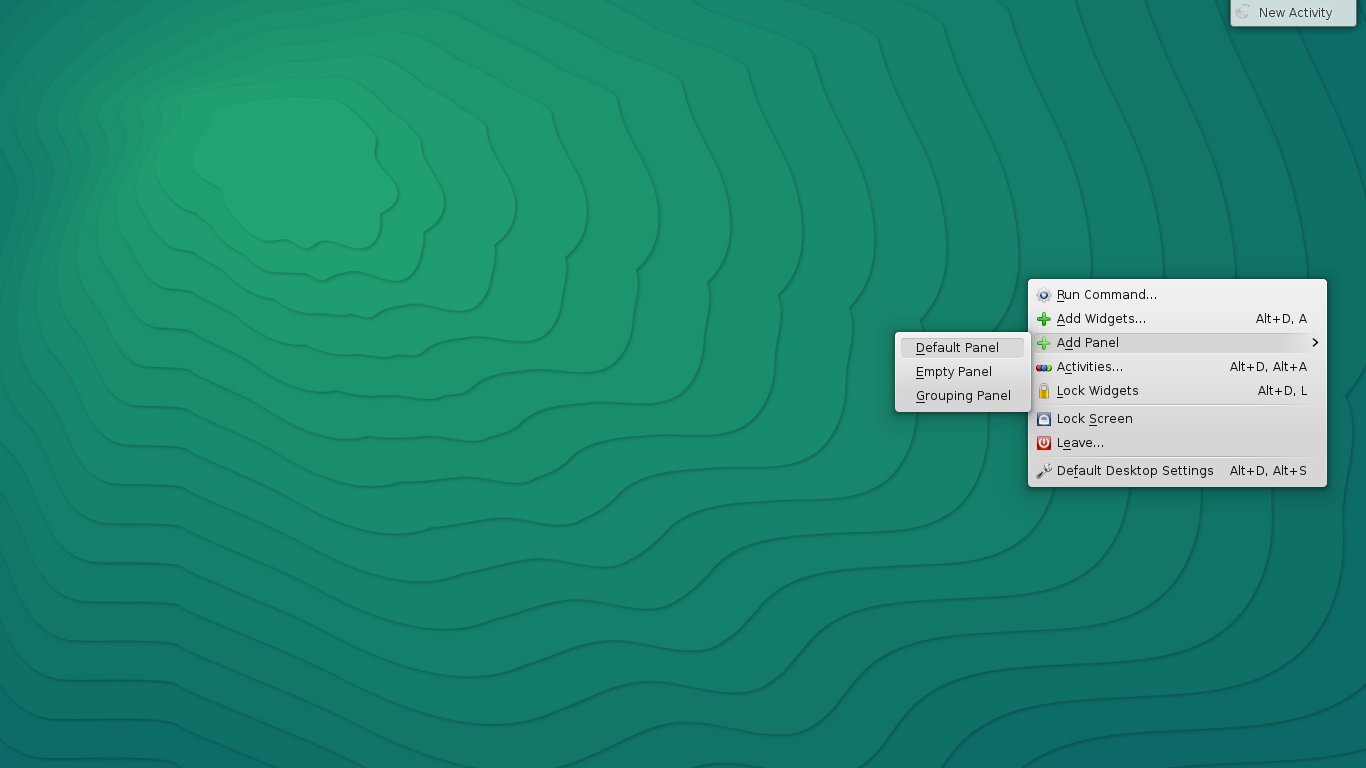 New Activity
Run Command...
Add Widgets... Alt+D, A
Add Panel
Activities... Alt+D, Alt+A
Lock Widgets Alt+D, L
Lock Screen
Leave...
Default Desktop Settings Alt+D, Alt+S
Default Panel
Empty Panel
Grouping Panel